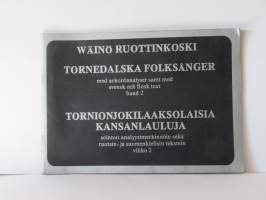 WÄINÖ RUOTTINKOSKI
TORNEDALSKA FOLKSÅNGER
med ackordanalyser samt med
svensk och finsk text
band 2
TORNIONJOKILAAKSOLAISIA
KANSANLAULUJA
soinnut analyysimerkinnöin sekä
ruotsin- ja suomenkielisin tekstein
vihko 2